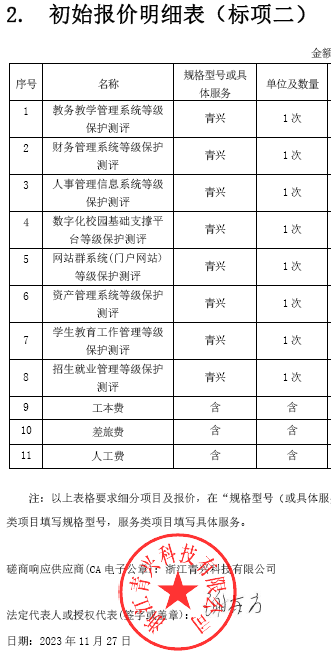 2. 初始报价明细表（标项二）
金额
序号 名称 规格型号或具体服务 单位及数量
1 教务教学管理系统等级保护测评 青兴 1 次
2 财务管理系统等级保护测评 青兴 1 次
3 人事管理信息系统等级保护测评 青兴 1 次
4 数字化校园基础支撑平台等级保护测评 青兴 1 次
5 网站群系统(门户网站)等级保护测评 青兴 1 次
6 资产管理系统等级保护测评 青兴 1 次
7 学生教育工作管理等级保护测评 青兴 1 次
8 招生就业管理等级保护测评 青兴 1 次
9 工本费 含 含
10 差旅费 含 含
11 人工费 含 含
注：以上表格要求细分项目及报价，在“规格型号（或具体服
类项目填写规格型号，服务类项目填写具体服务。
磋商响应供应商(CA 电子公章)：浙江青兴科技有限公司
浙江青兴科技有限公司
法定代表人或授权代表(签字或盖章)：
日期：2023 年 11 月 27 日